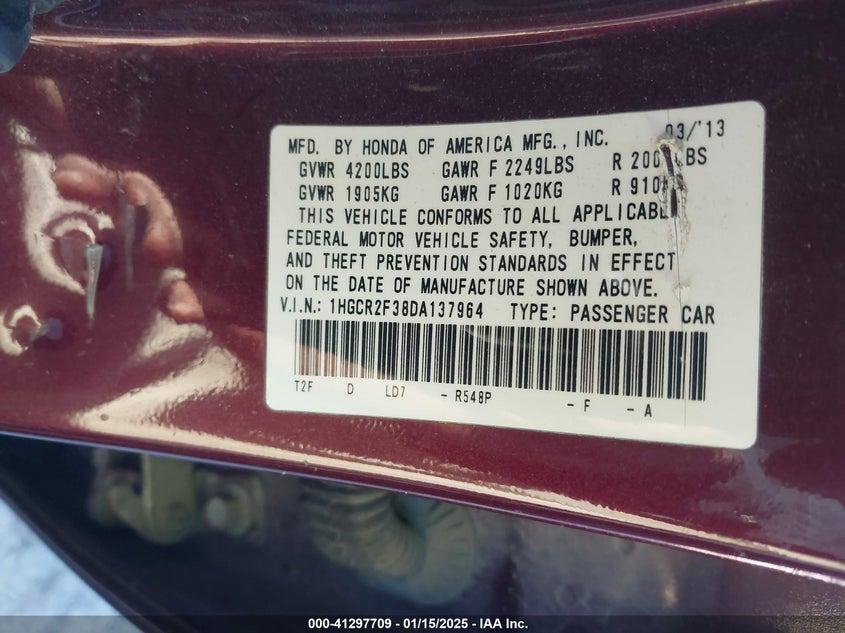 MFD. BY HONDA OF AMERICA MFG., INC. 03/'13
GVWR 4200LBS GAWR F 2249LBS R
GVWR 1905KG GAWR F 1020KG R
THIS VEHICLE CONFORMS TO ALL APPLICABLE
FEDERAL MOTOR VEHICLE SAFETY, BUMPER,
AND THEFT PREVENTION STANDARDS IN EFFECT
ON THE DATE OF MANUFACTURE SHOWN ABOVE.
V.I.N.: 1HGCR2F38DA137964 TYPE: PASSENGER CAR
T2F D LD7 - R548P - F - A
000-41297709 - 01/15/2025 - IAA Inc.